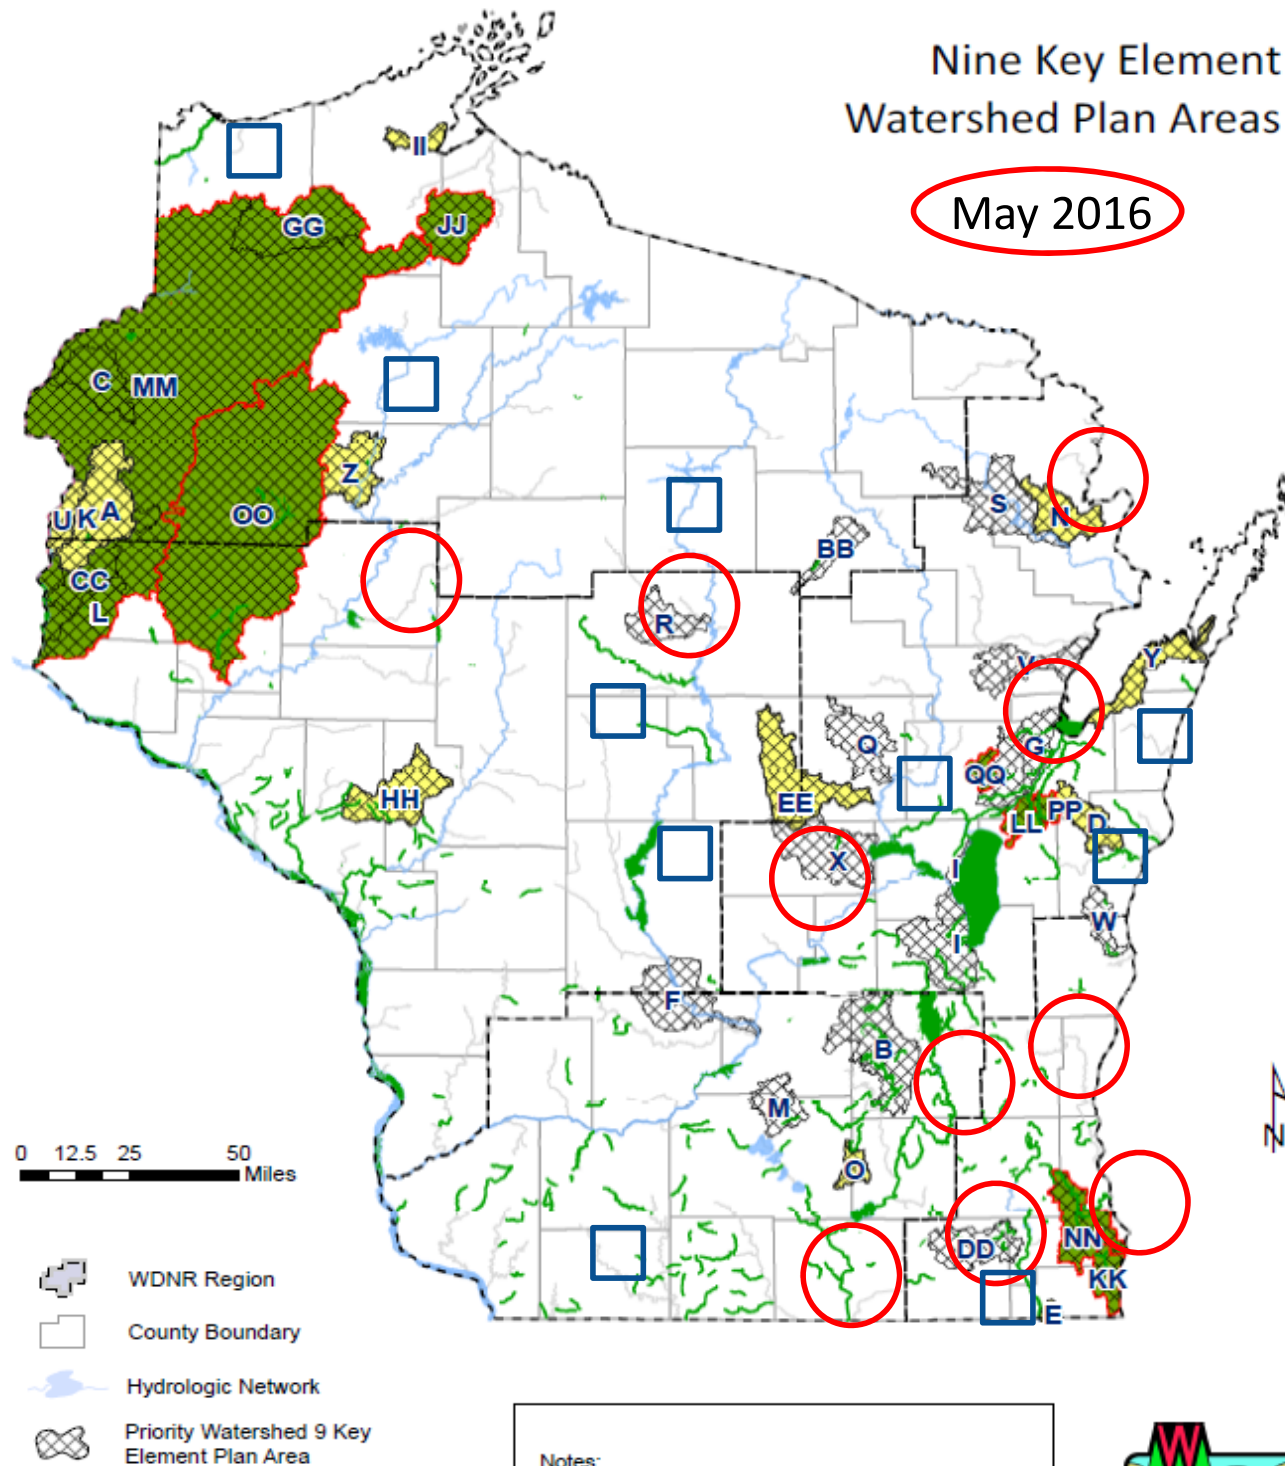 Nine Key Element
Watershed Plan Areas
May 2016
II
GG
JJ
C
MM
Z
U
K
A
OO
S
N
BB
CC
L
R
V
Y
Q
G
QQ
HH
EE
PP
LL
D
X
I
W
I
F
B
M
O
NN
DD
KK
E
0 12.5 25 50
Miles
WDNR Region
County Boundary
Hydrologic Network
Priority Watershed 9 Key
Element Plan Area
Notes:
W
N